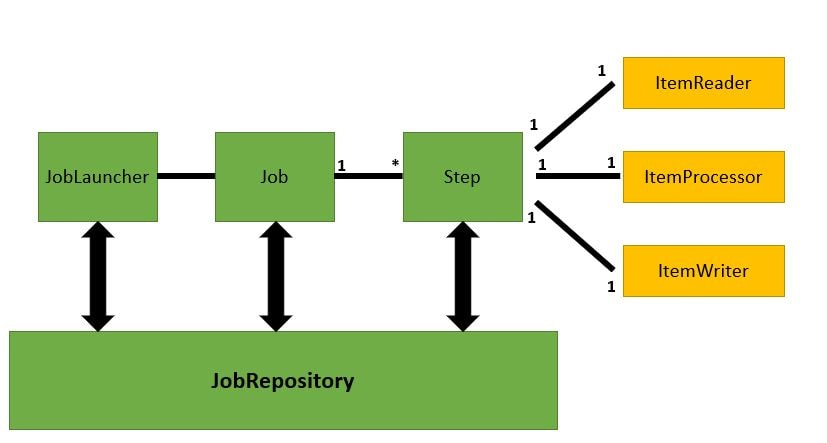 1
ItemReader
1
JobLauncher
Job
1
*
Step
1
1
ItemProcessor
1
ItemWriter
1
JobRepository